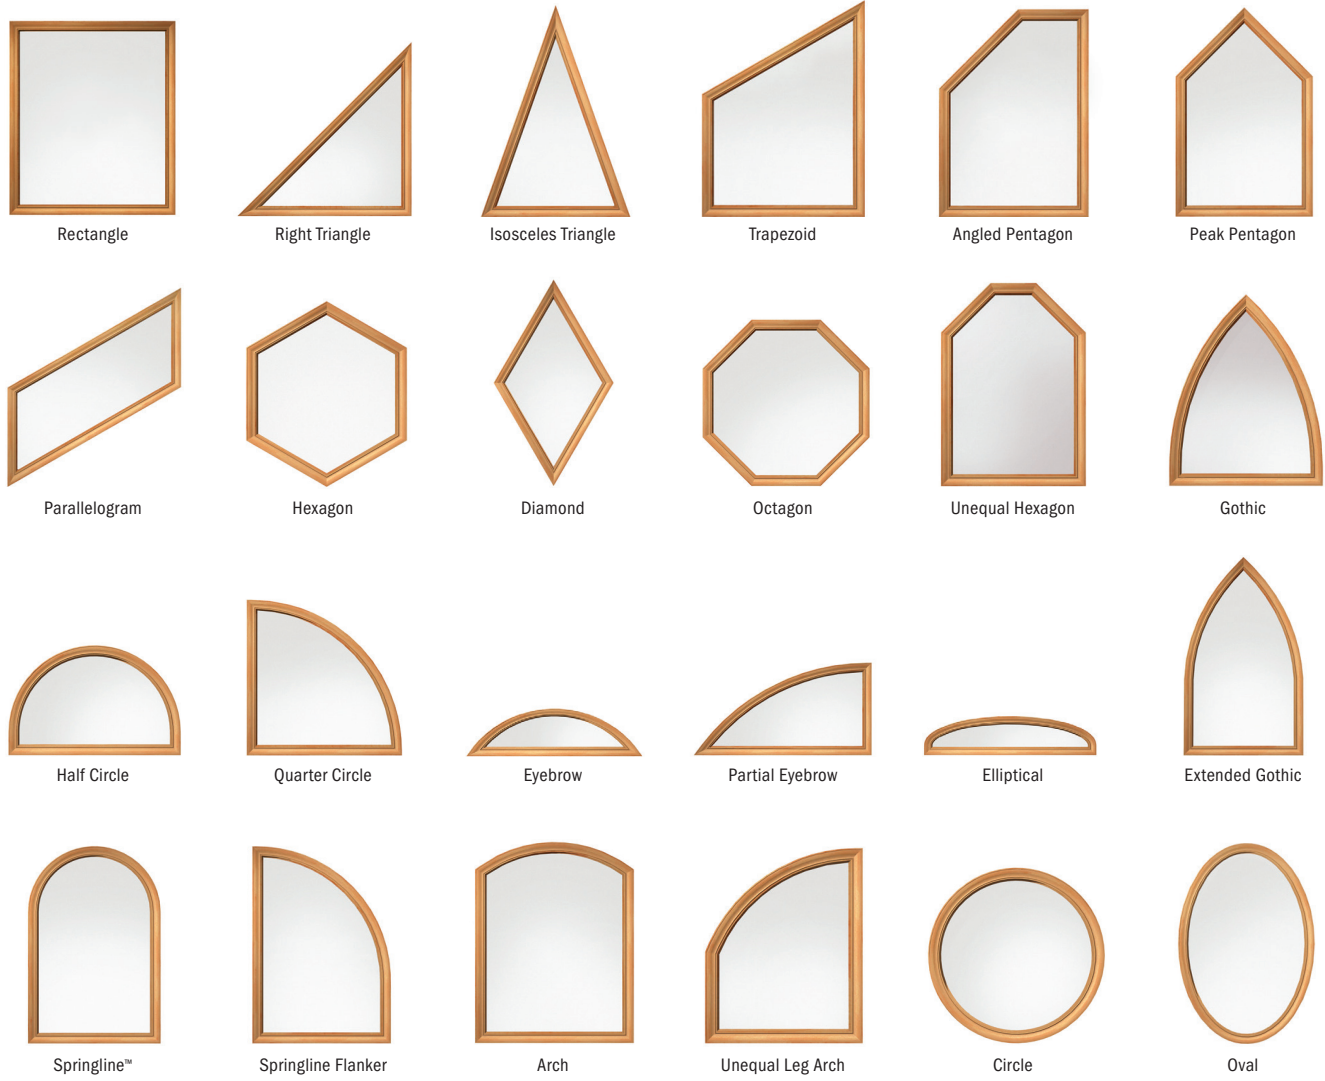 Rectangle
Right Triangle
Isosceles Triangle
Trapezoid
Angled Pentagon
Peak Pentagon
Parallelogram
Hexagon
Diamond
Octagon
Unequal Hexagon
Gothic
Half Circle
Quarter Circle
Eyebrow
Partial Eyebrow
Elliptical
Extended Gothic
Springline™
Springline Flanker
Arch
Unequal Leg Arch
Circle
Oval